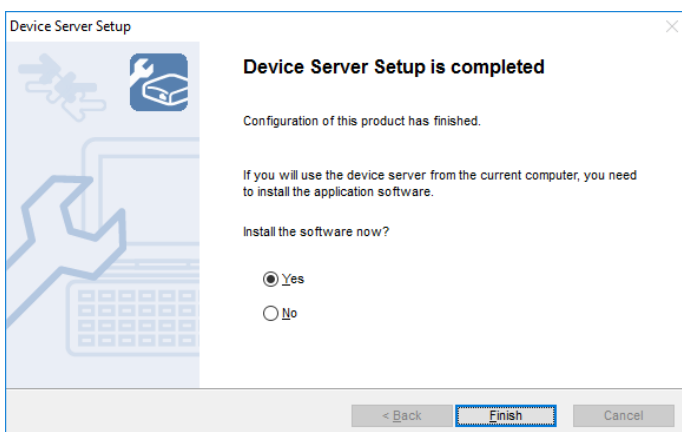 Device Server Setup
Device Server Setup is completed
Configuration of this product has finished.
If you will use the device server from the current computer, you need
to install the application software.
Install the software now?
Yes
No
< Back
Finish
Cancel